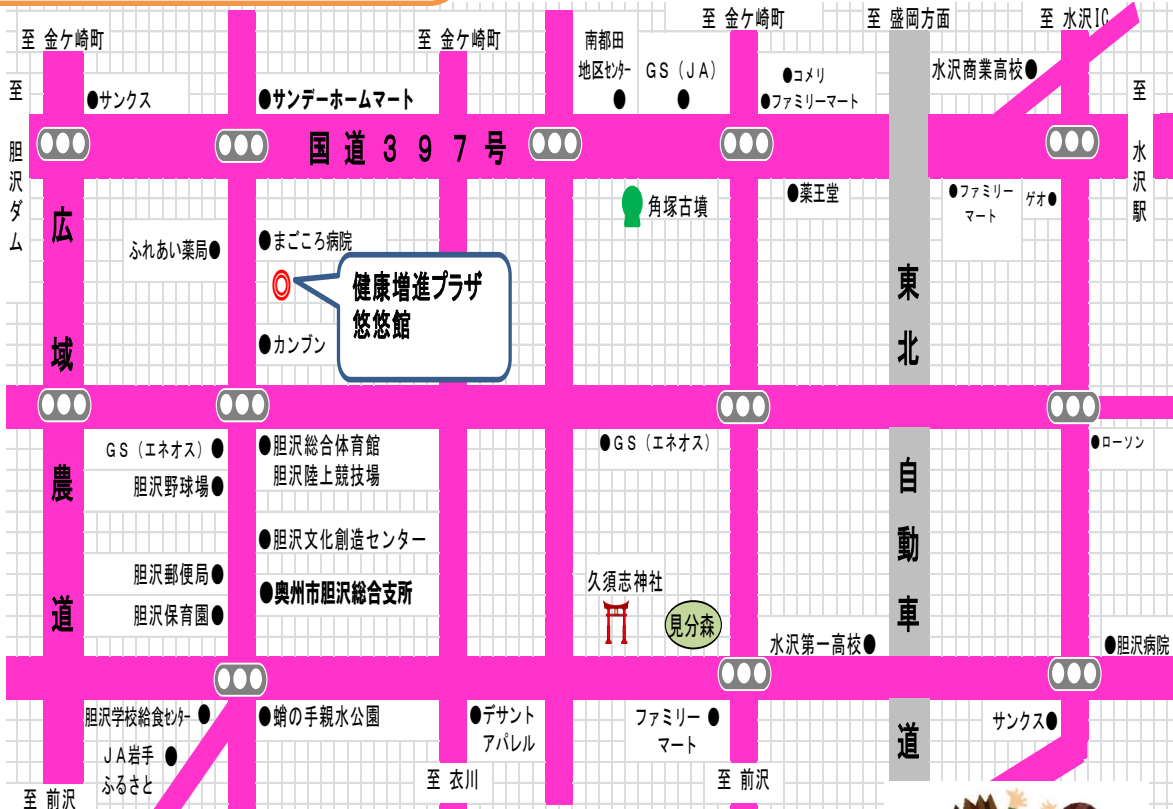 至 金ケ崎町
至 金ケ崎町
南都田
地区センター
GS（JA）
至 金ケ崎町
至 盛岡方面
至 水沢IC
至 胆沢ダム
●サンクス
●サンデーホームマート
●コメリ
●ファミリーマート
水沢商業高校●
至 水沢駅
国道397号
広域農道
ふれあい薬局●
●まごころ病院
健康増進プラザ
悠悠館
●カンブン
角塚古墳
●薬王堂
●ファミリー
マート
ゲオ●
東北自動車道
GS（エネオス）●
胆沢野球場●
●胆沢総合体育館
胆沢陸上競技場
●GS（エネオス）
●ローソン
●胆沢文化創造センター
胆沢郵便局●
●奥州市胆沢総合支所
胆沢保育園●
久須志神社
見分森
水沢第一高校●
●胆沢病院
胆沢学校給食センター●
●蛸の手親水公園
●デサント
アパレル
ファミリー●
マート
サンクス●
JA岩手●
ふるさと
至 前沢
至 衣川
至 前沢